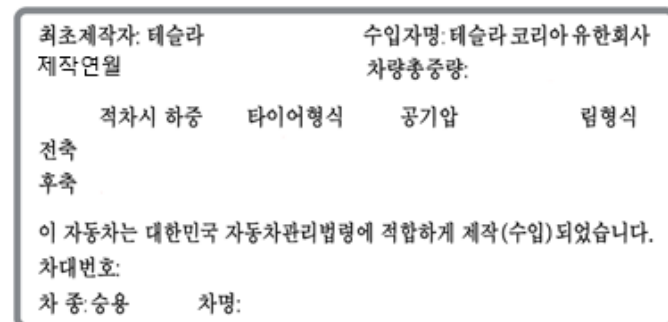 최초제작자: 테슬라 수입자명: 테슬라 코리아 유한회사
제작연월 차량총중량:
적차시 하중 타이어형식 공기압 림형식
전축
후축
이 자동차는 대한민국 자동차관리법령에 적합하게 제작(수입)되었습니다.
차대번호:
차 종:승용 차명: